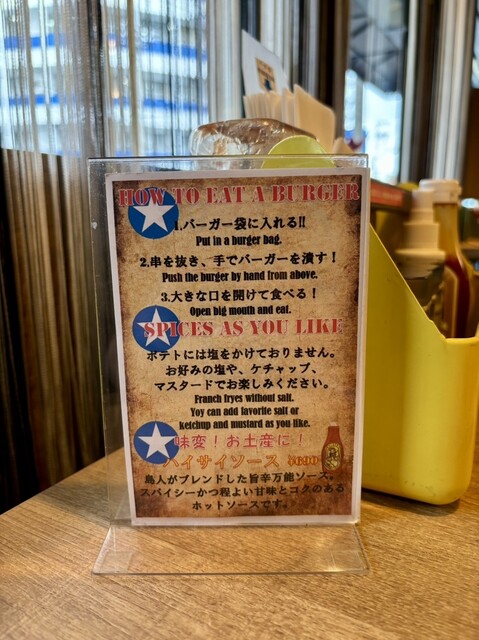 HOW TO EAT A BURGER
1.バーガー袋に入れる!!
Put in a burger bag.
2.串を抜き、手でバーガーを潰す！
Push the burger by hand from above.
3.大きな口を開けて食べる！
Open big mouth and eat.
SPICES AS YOU LIKE
ポテトには塩をかけておりません。
お好みの塩や、ケチャップ、
マスタードでお楽しみください。
Franch fryes without salt.
Yoy can add favorite salt or
ketchup and mustard as you like.
味変！お土産に！
ハイサイソース ¥690
島人がブレンドした旨辛万能ソース。
スパイシーかつ程よい甘味とコクのある
ホットソースです。